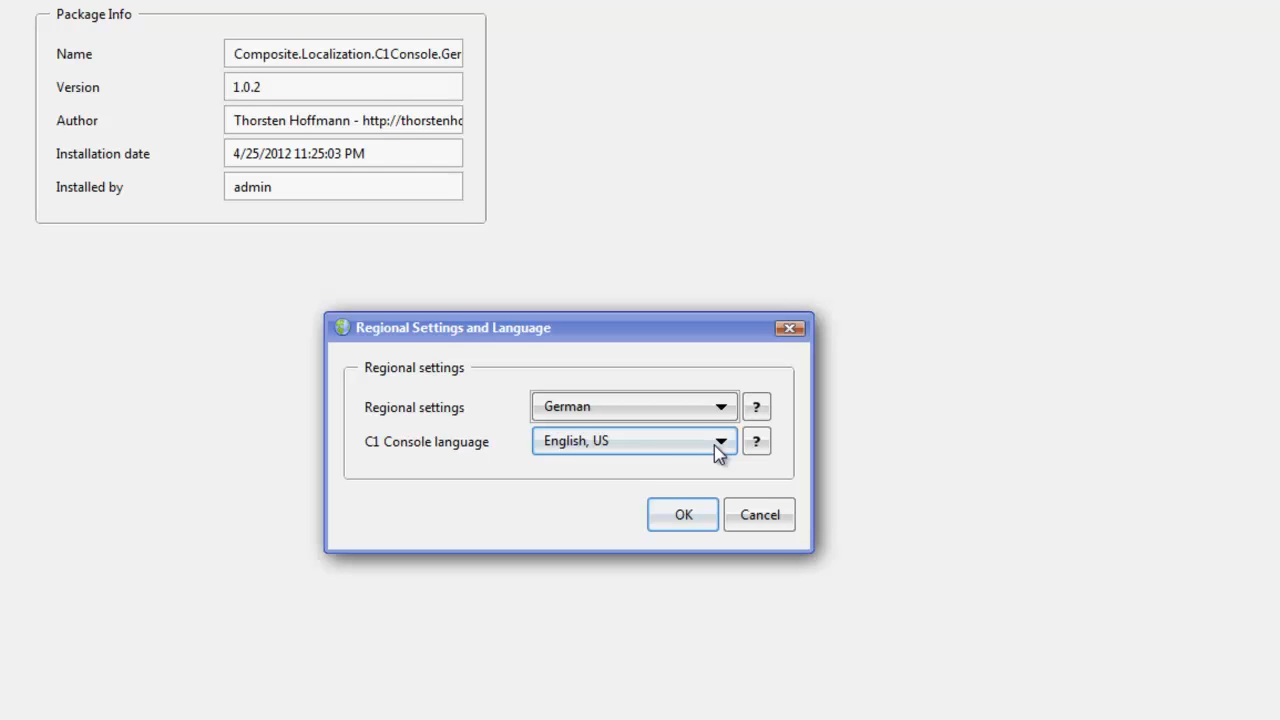 Package Info
Name Composite.Localization.C1Console.Ger
Version 1.0.2
Author Thorsten Hoffmann - http://thorstenho
Installation date 4/25/2012 11:25:03 PM
Installed by admin
Regional Settings and Language
Regional settings
Regional settings German ?
C1 Console language English, US ?
OK Cancel